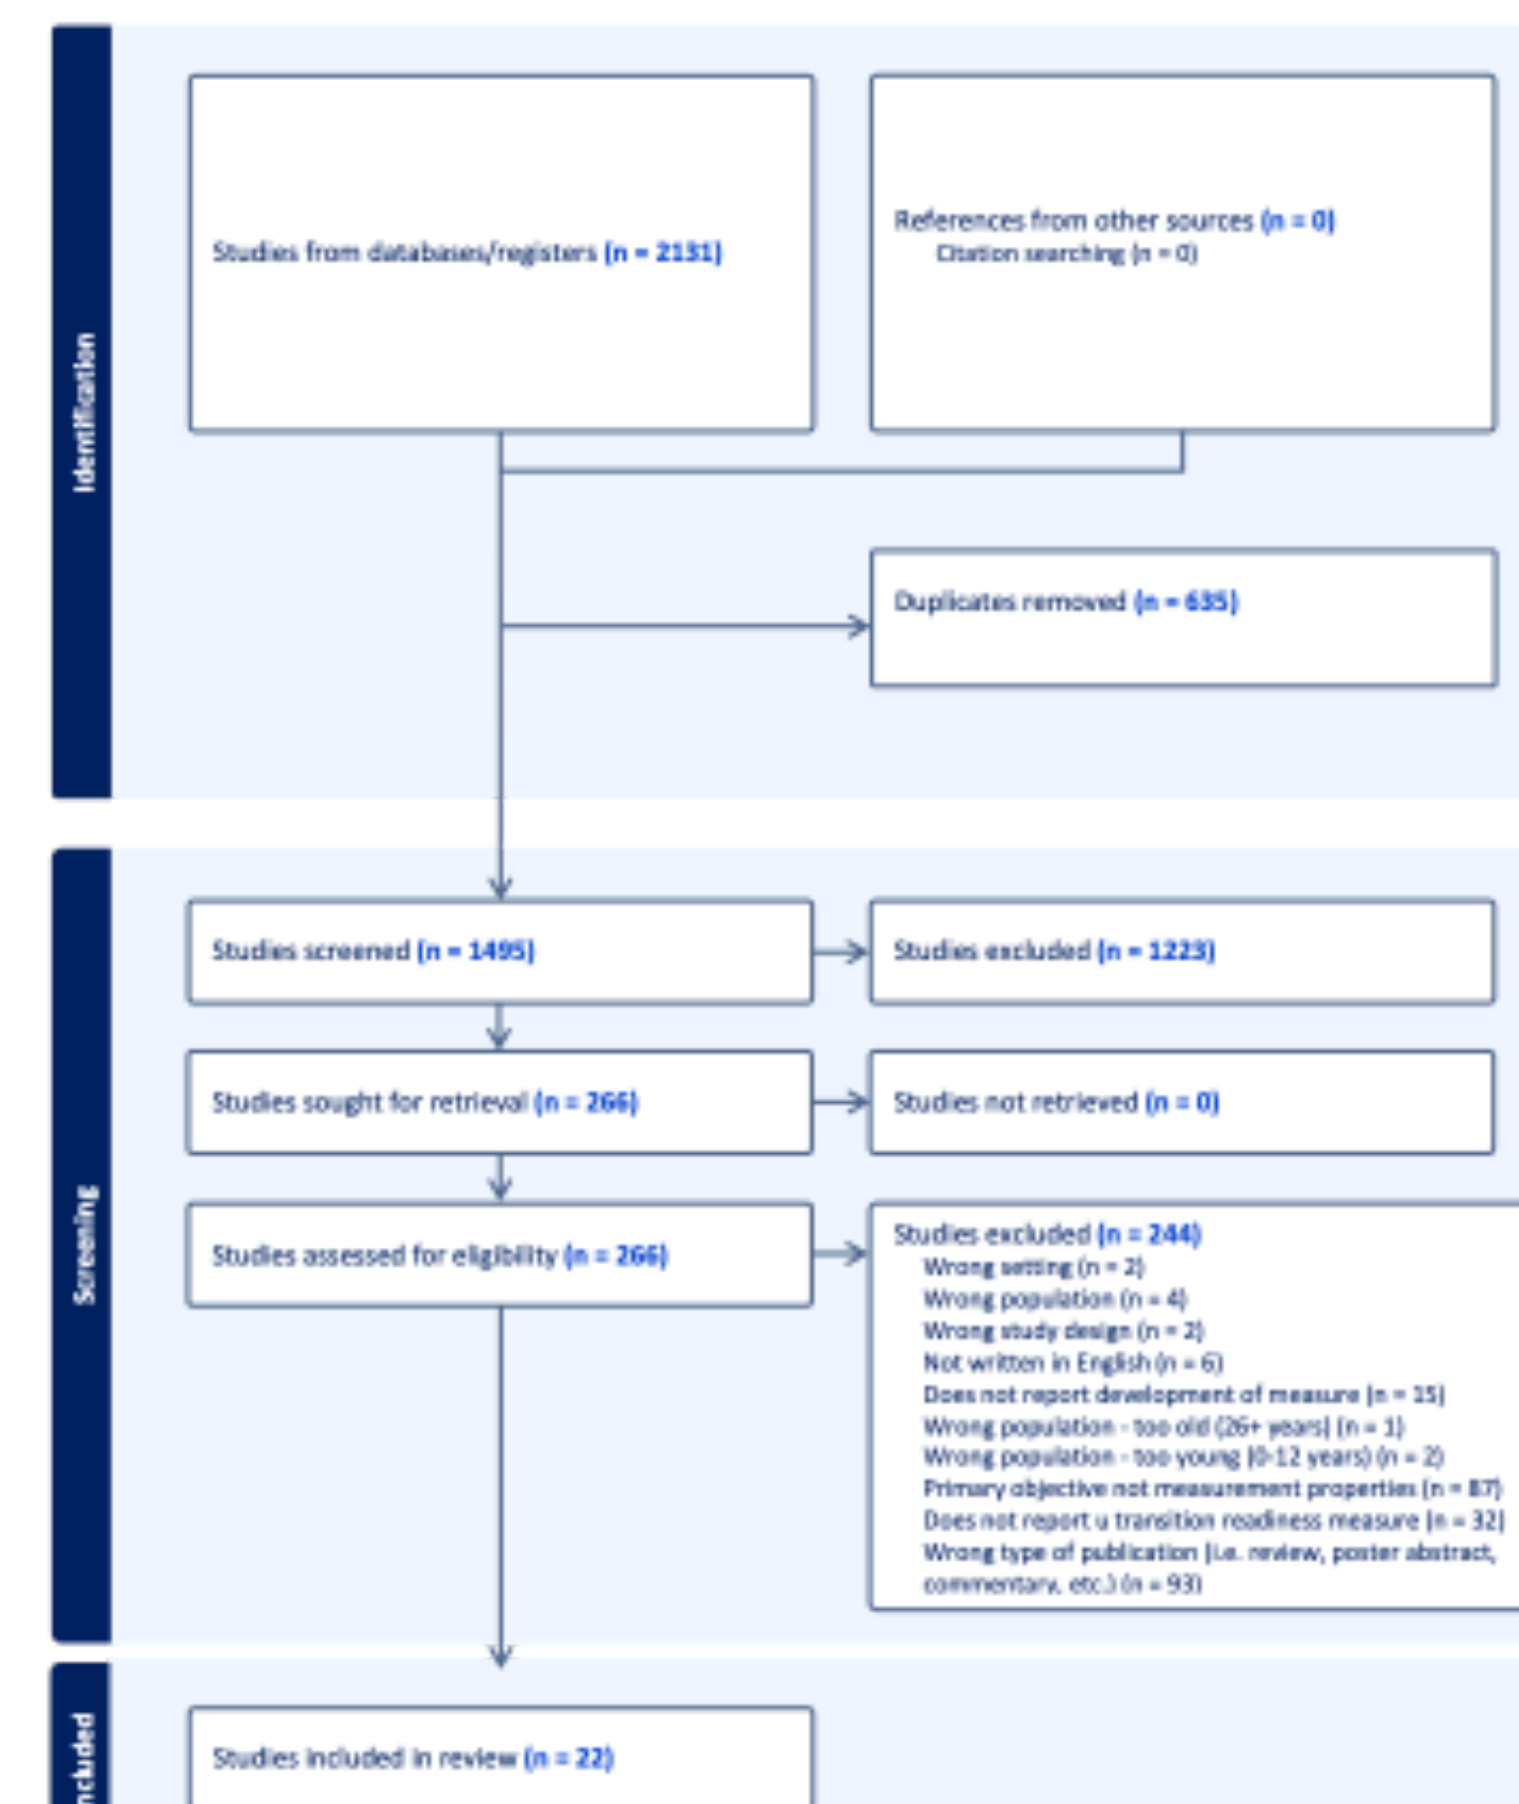 Identification
Studies from databases/registers (n = 2131)
References from other sources (n = 0)
Citation searching (n = 0)
Duplicates removed (n = 635)
Screening
Studies screened (n = 1495)
Studies excluded (n = 1223)
Studies sought for retrieval (n = 266)
Studies not retrieved (n = 0)
Studies assessed for eligibility (n = 266)
Studies excluded (n = 244)
Wrong setting (n = 2)
Wrong population (n = 4)
Wrong study design (n = 2)
Not written in English (n = 6)
Does not report development of measure (n = 15)
Wrong population - too old (26+ years) (n = 1)
Wrong population - too young (0-12 years) (n = 2)
Primary objective not measurement properties (n = 87)
Does not report u transition readiness measure (n = 32)
Wrong type of publication (i.e. review, poster abstract,
commentary, etc.) (n = 93)
ncluded
Studies included in review (n = 22)